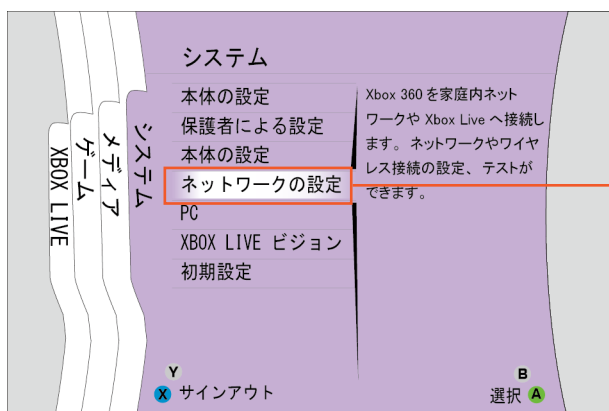 システム
本体の設定
保護者による設定
本体の設定
ネットワークの設定
PC
XBOX LIVE ビジョン
初期設定
Xbox 360 を家庭内ネット
ワークや Xbox Live へ接続し
ます。ネットワークやワイヤ
レス接続の設定、テストが
できます。
システム
メディア
ゲーム
XBOX LIVE
Y
X サインアウト
B
選択 A